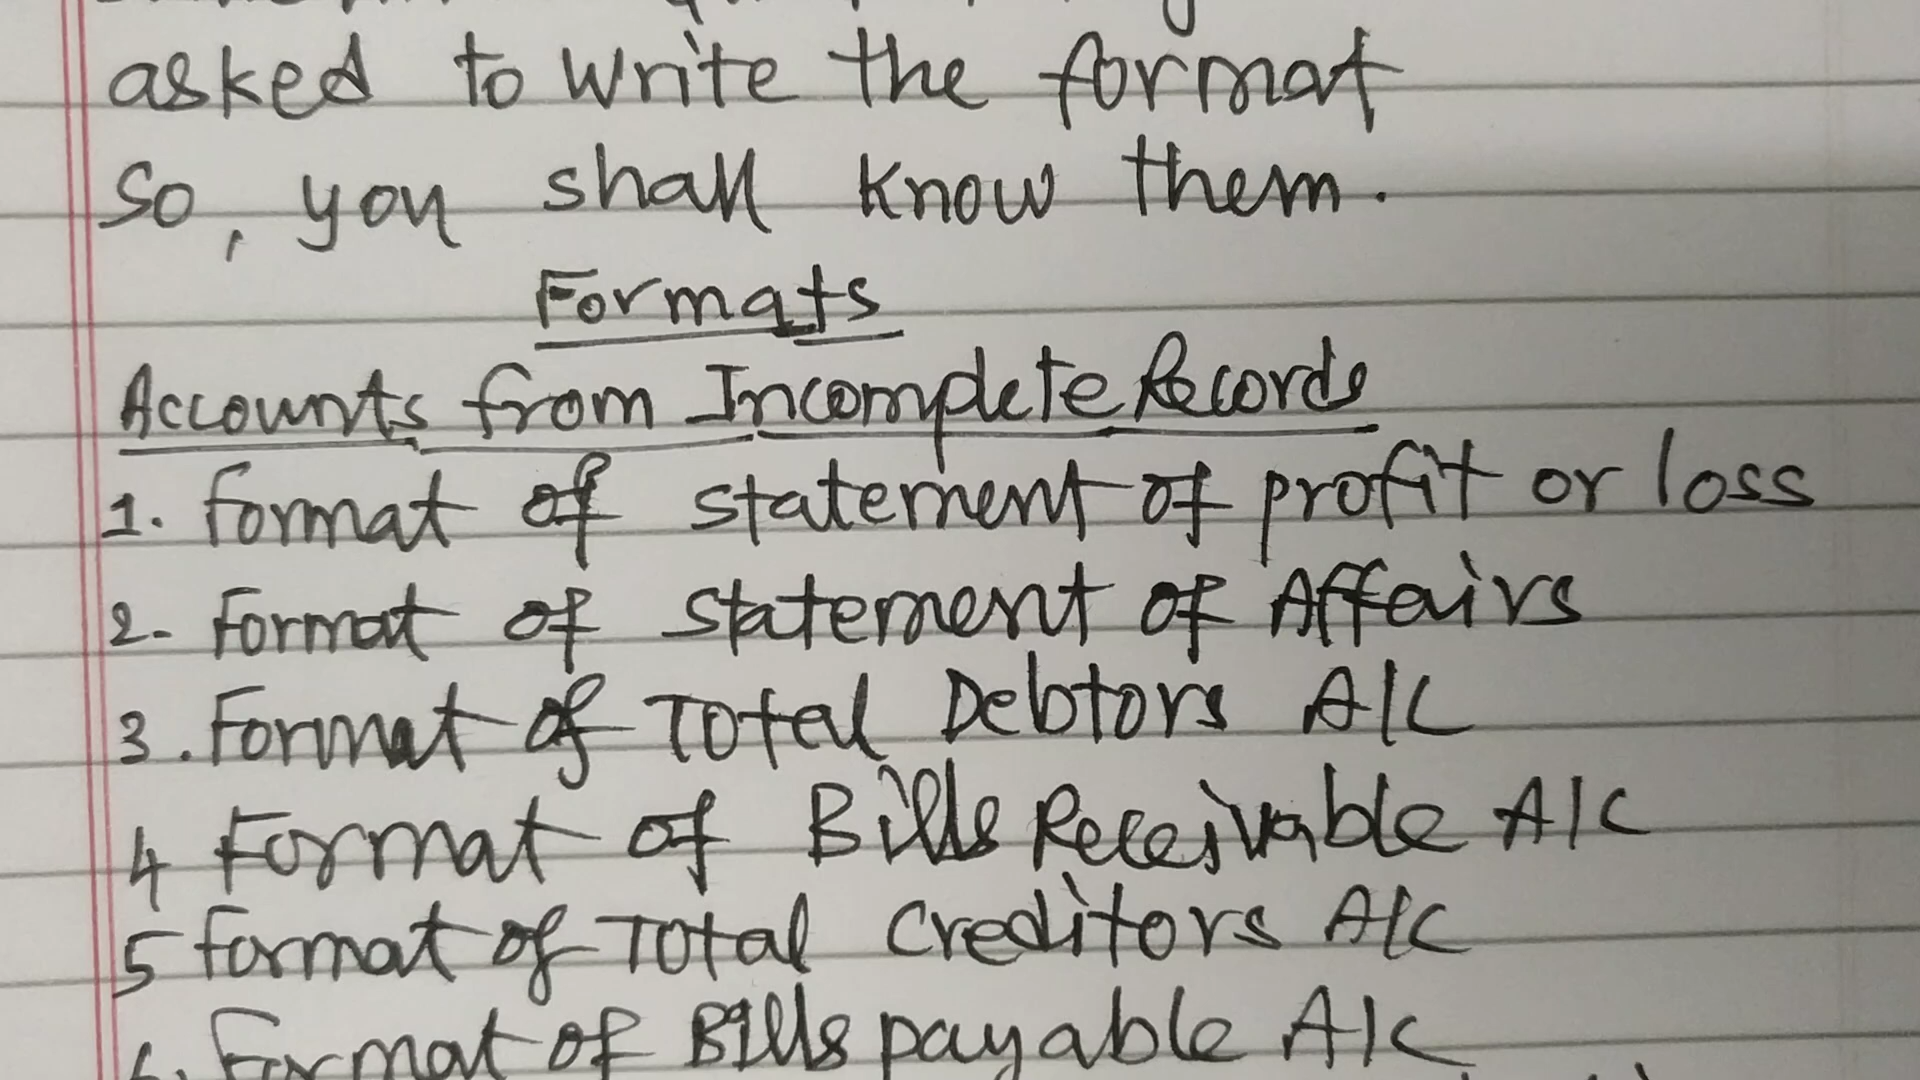 asked to write the format
so, you shall know them.
Formats
Accounts from Incomplete Records
1. Format of statement of profit or loss
2- Format of statement of Affairs
3. Format of Total Debtors A/C
4 Format of Bills Receivable A/C
5 Format of Total Creditors A/C
6. Format of Bills payable A/C